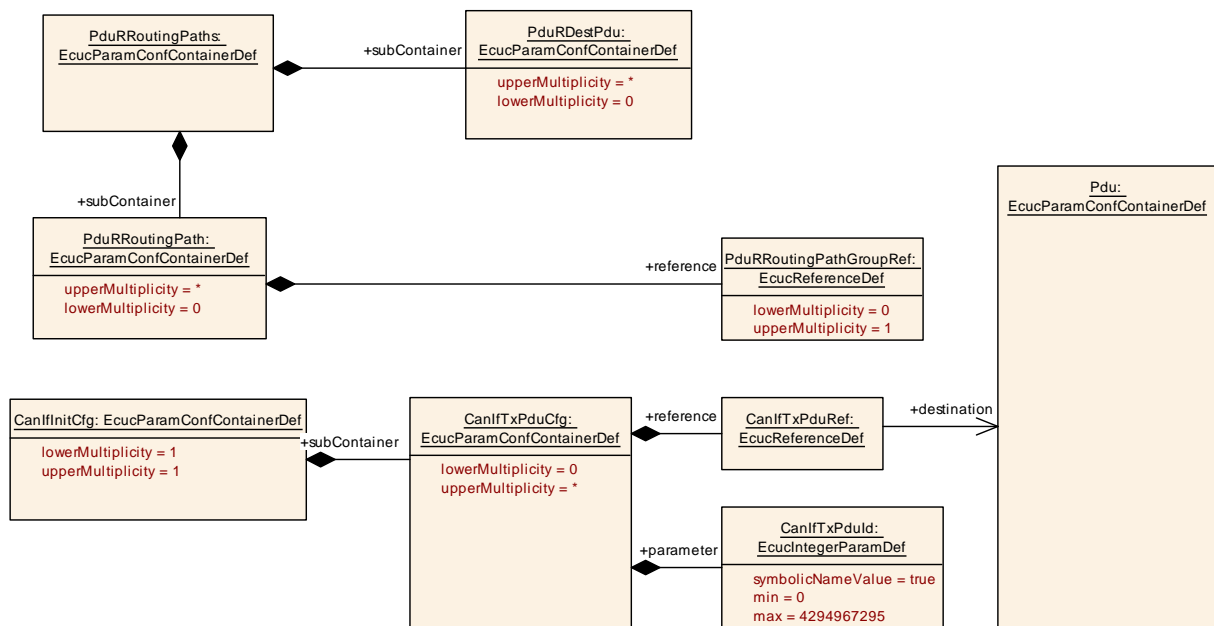 PduRRoutingPaths:
EcucParamConfContainerDef
+subContainer
PduRDestPdu:
EcucParamConfContainerDef
upperMultiplicity = *
lowerMultiplicity = 0
+subContainer
PduRRoutingPath:
EcucParamConfContainerDef
upperMultiplicity = *
lowerMultiplicity = 0
+reference
PduRRoutingPathGroupRef:
EcucReferenceDef
lowerMultiplicity = 0
upperMultiplicity = 1
Pdu:
EcucParamConfContainerDef
CanIfInitCfg: EcucParamConfContainerDef
lowerMultiplicity = 1
upperMultiplicity = 1
+subContainer
CanIfTxPduCfg:
EcucParamConfContainerDef
lowerMultiplicity = 0
upperMultiplicity = *
+reference
CanIfTxPduRef:
EcucReferenceDef
+destination
+parameter
CanIfTxPduId:
EcucIntegerParamDef
symbolicNameValue = true
min = 0
max = 4294967295